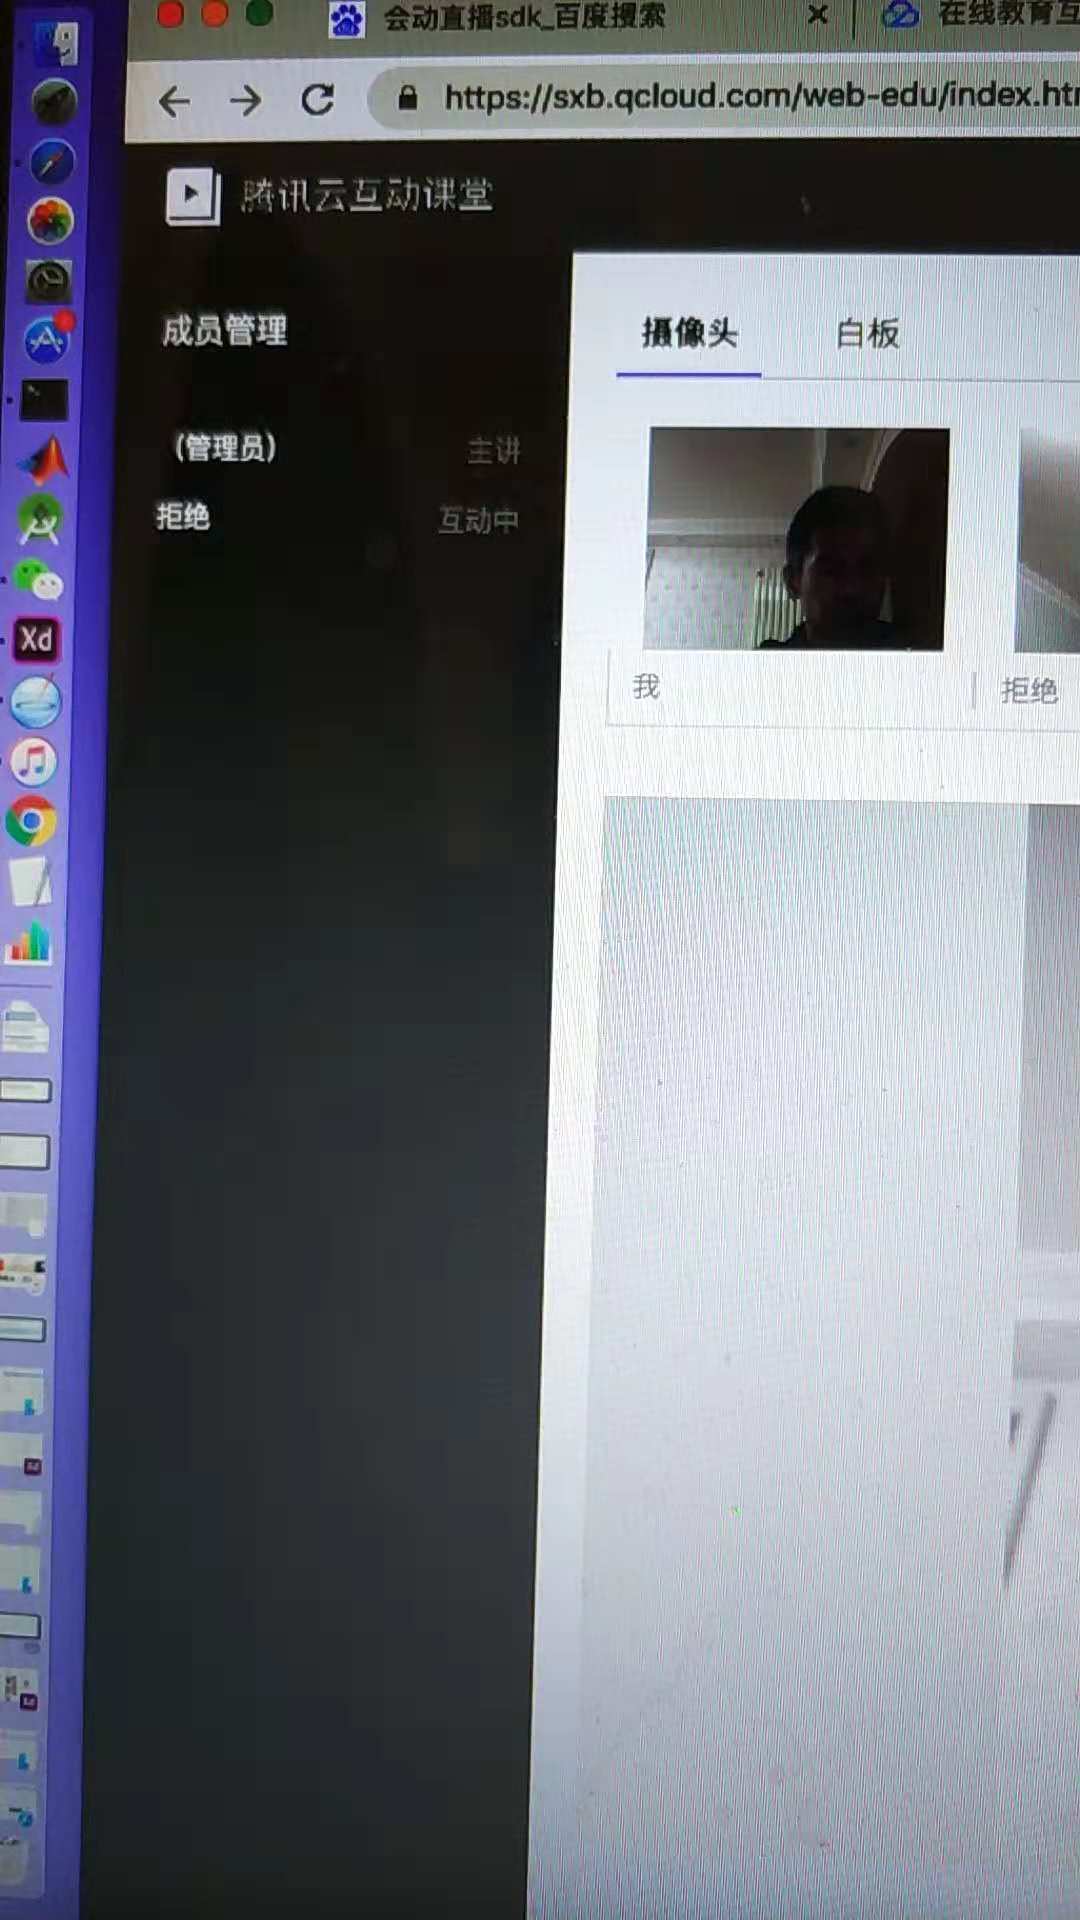 会动直播sdk_百度搜索
在线教育互
https://sxb.qcloud.com/web-edu/index.htm
腾讯云互动课堂
成员管理
摄像头 白板
(管理员) 主讲
拒绝 互动中
我 拒绝
Xd